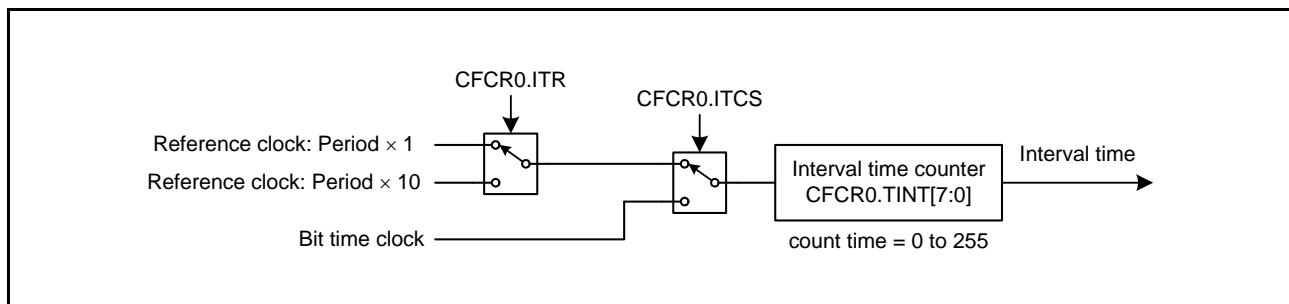 CFCR0.ITR
CFCR0.ITCS
Reference clock: Period × 1
Reference clock: Period × 10
Bit time clock
Interval time counter
CFCR0.TINT[7:0]
count time = 0 to 255
Interval time